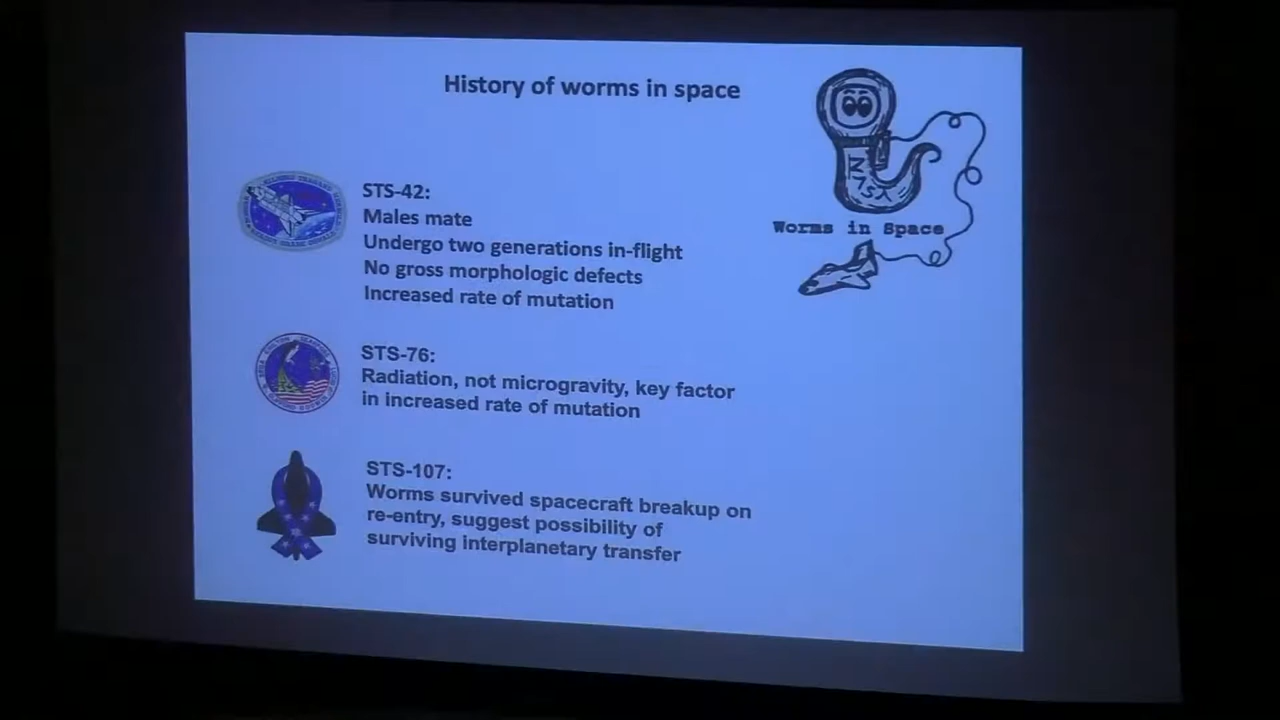 History of worms in space
STS-42:
Males mate
Undergo two generations in-flight
No gross morphologic defects
Increased rate of mutation
Worms in Space
STS-76:
Radiation, not microgravity, key factor
in increased rate of mutation
STS-107:
Worms survived spacecraft breakup on
re-entry, suggest possibility of
surviving interplanetary transfer